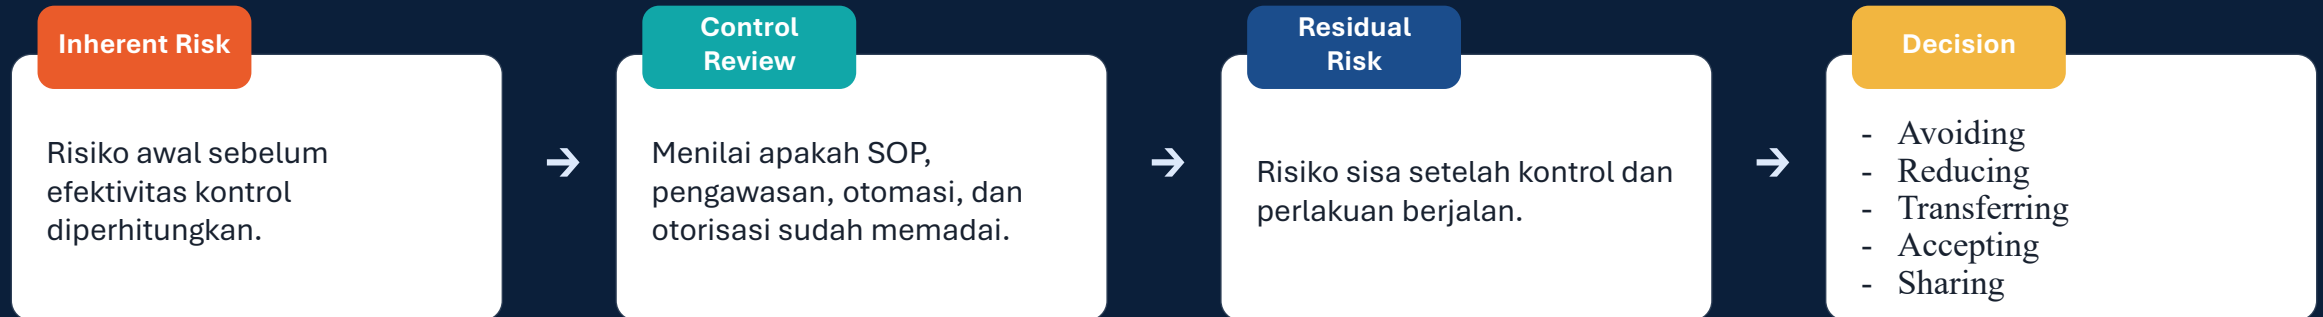 Inherent Risk
Risiko awal sebelum
efektivitas kontrol
diperhitungkan.
→
Control
Review
Menilai apakah SOP,
pengawasan, otomasi, dan
otorisasi sudah memadai.
→
Residual
Risk
Risiko sisa setelah kontrol dan
perlakuan berjalan.
→
Decision
- Avoiding
- Reducing
- Transferring
- Accepting
- Sharing